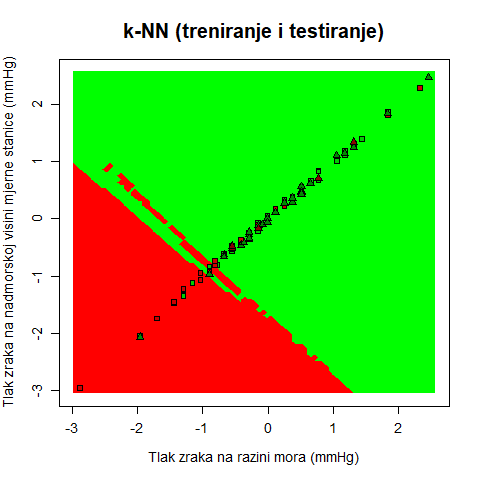 k-NN (treniranje i testiranje)
Tlak zraka na nadmorskoj visini mjerne stanice (mmHg)
2
1
0
-1
-2
-3
-3 -2 -1 0 1 2
Tlak zraka na razini mora (mmHg)